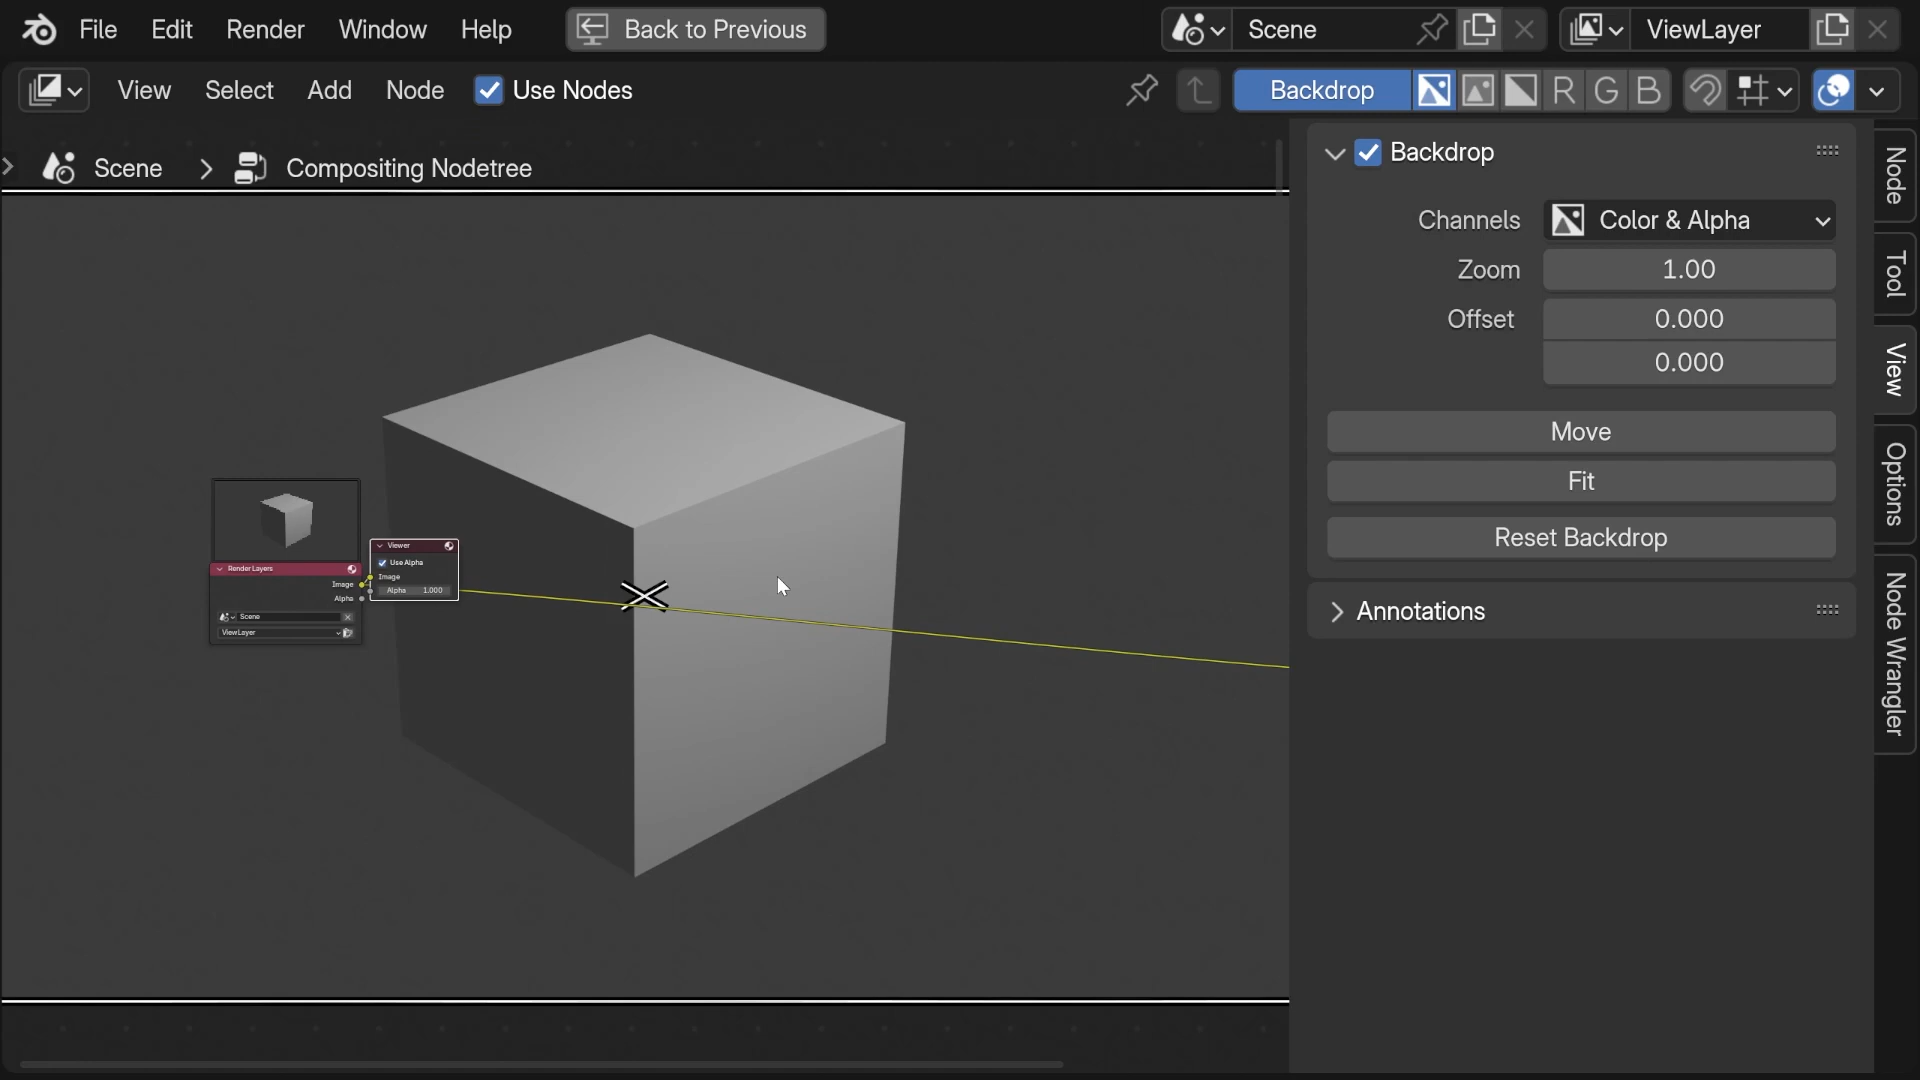 File Edit Render Window Help Back to Previous Scene ViewLayer
View Select Add Node Use Nodes Backdrop R G B
Scene Compositing Nodetree
Backdrop
Channels Color & Alpha
Zoom 1.00
Offset 0.000
0.000
Move
Fit
Reset Backdrop
Annotations
Node
Tool
View
Options
Node Wrangler
Render Layers
Image
Alpha
Scene
ViewLayer
Viewer
Use Alpha
Image
Alpha 1.000